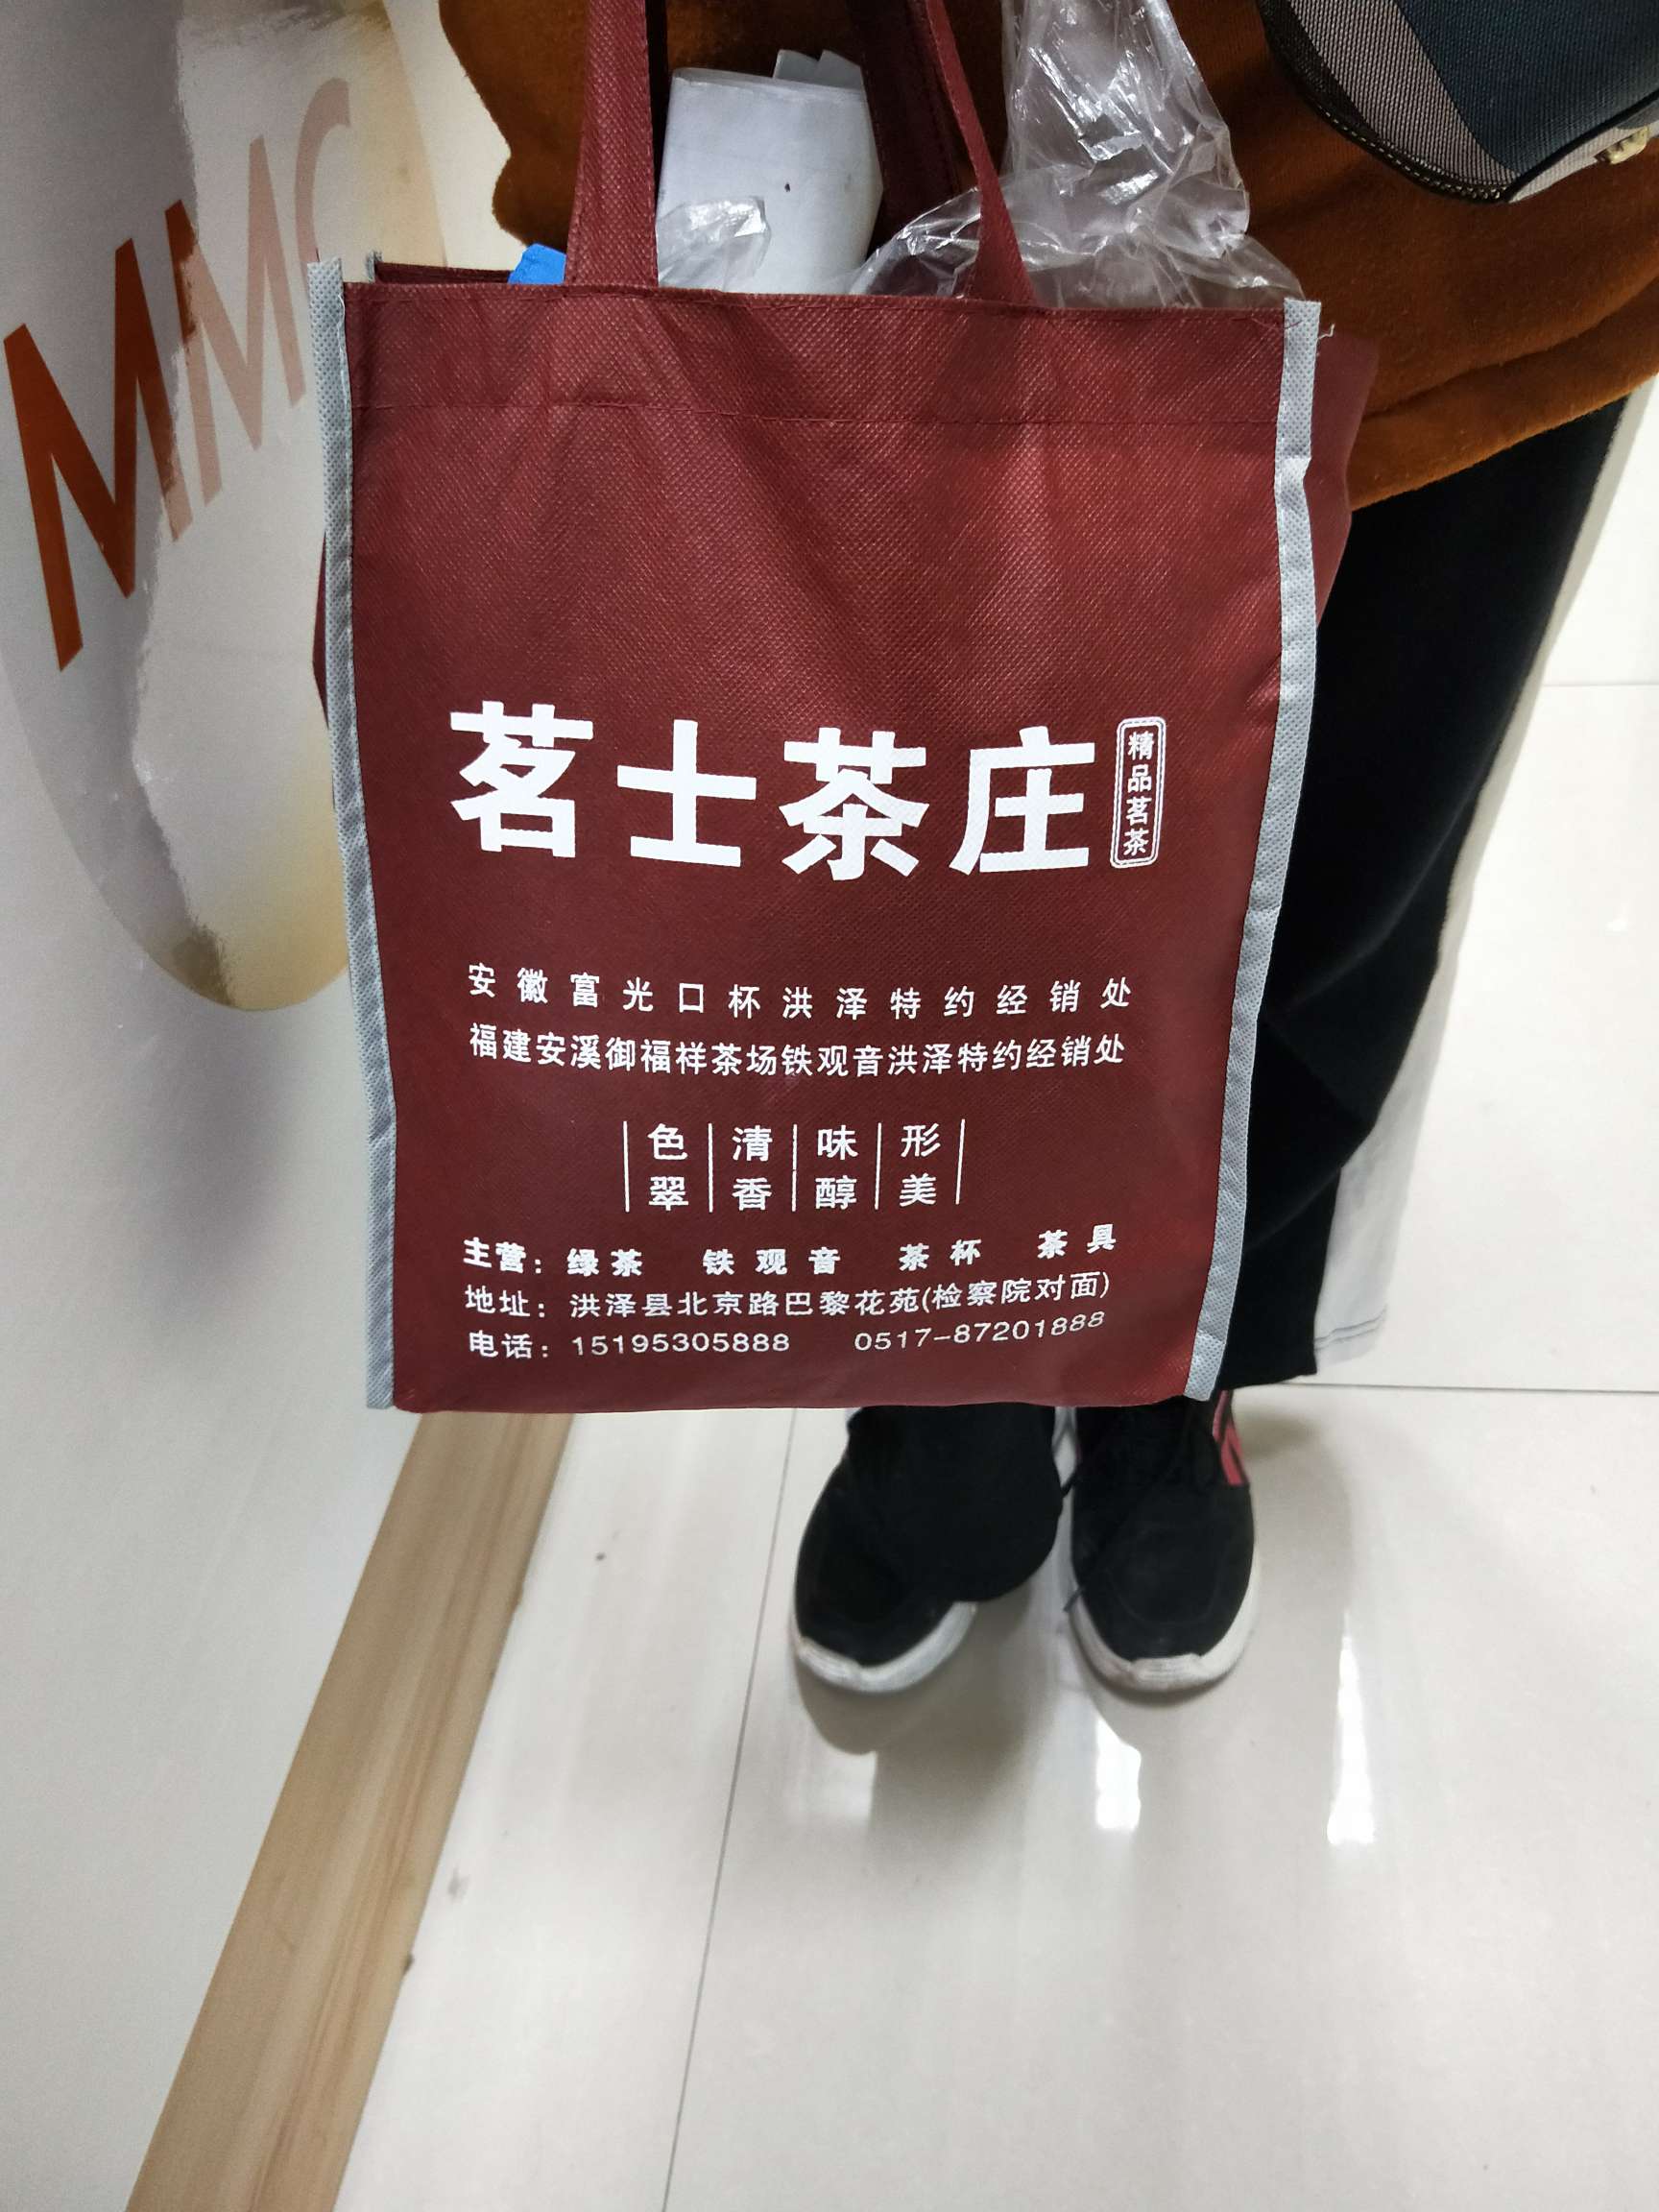 MMC
茗士茶庄
精品茗茶
安徽富光口杯洪泽特约经销处
福建安溪御福祥茶场铁观音洪泽特约经销处
色翠 清香 味醇 形美
主营：绿茶 铁观音 茶杯 茶具
地址：洪泽县北京路巴黎花苑(检察院对面)
电话：15195305888 0517-87201888